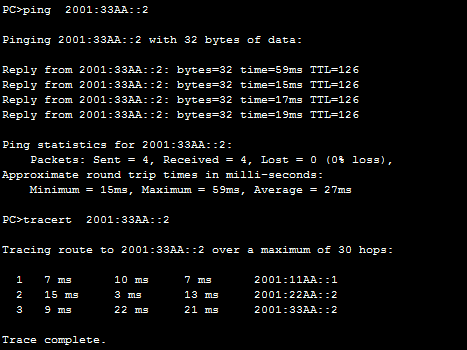 PC>ping  2001:33AA::2
Pinging 2001:33AA::2 with 32 bytes of data:
Reply from 2001:33AA::2: bytes=32 time=59ms TTL=126
Reply from 2001:33AA::2: bytes=32 time=15ms TTL=126
Reply from 2001:33AA::2: bytes=32 time=17ms TTL=126
Reply from 2001:33AA::2: bytes=32 time=19ms TTL=126
Ping statistics for 2001:33AA::2:
    Packets: Sent = 4, Received = 4, Lost = 0 (0% loss),
Approximate round trip times in milli-seconds:
    Minimum = 15ms, Maximum = 59ms, Average = 27ms
PC>tracert  2001:33AA::2
Tracing route to 2001:33AA::2 over a maximum of 30 hops:
  1   7 ms      10 ms     7 ms      2001:11AA::1
  2   15 ms     3 ms      13 ms     2001:22AA::2
  3   9 ms      22 ms     21 ms     2001:33AA::2
Trace complete.